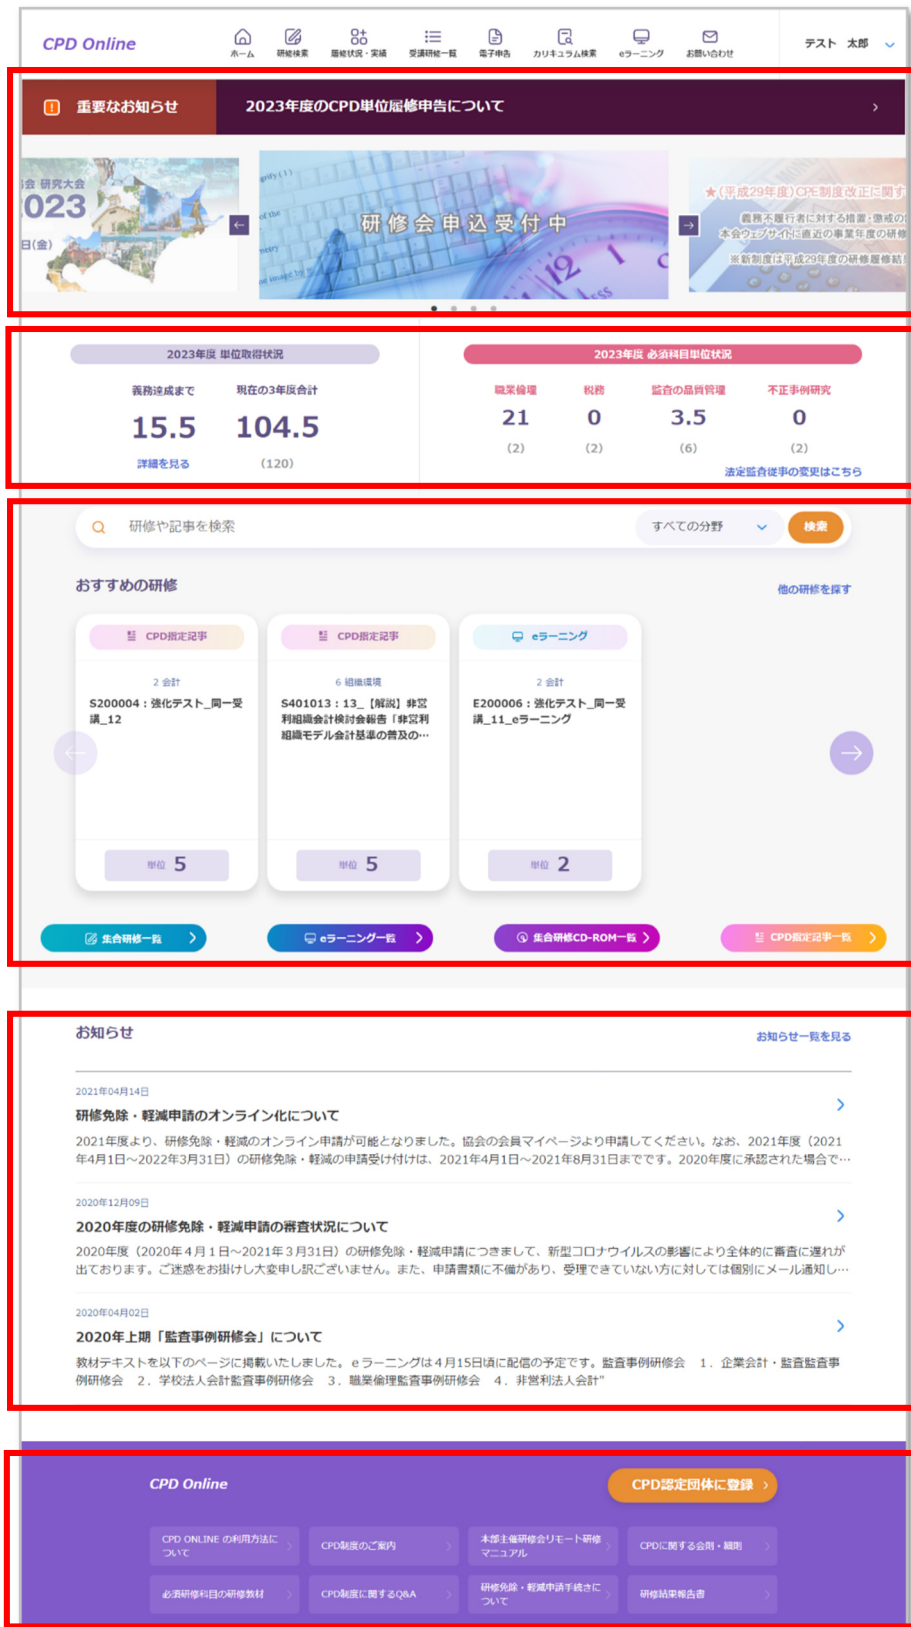 CPD Online
ホーム
研修検索
履修状況・実績
受講研修一覧
電子申告
カリキュラム検索
eラーニング
お問い合わせ
テスト 太郎
重要なお知らせ
2023年度のCPD単位履修申告について
会 研究大会
023
日(金)
研修会申込受付中
★(平成29年度)CPE制度改正に関す
義務不履行者に対する措置・懲戒の
本会ウェブサイトに直近の事業年度の研修
※新制度は平成29年度の研修履修結
2023年度 単位取得状況
2023年度 必須科目単位状況
義務達成まで
現在の3年度合計
職業倫理
税務
監査の品質管理
不正事例研究
15.5
104.5
21
0
3.5
0
(2)
(2)
(6)
(2)
詳細を見る
(120)
法定監査従事の変更はこちら
研修や記事を検索
すべての分野
検索
おすすめの研修
他の研修を探す
CPD指定記事
CPD指定記事
eラーニング
2 会計
6 組織環境
2 会計
S200004：強化テスト_同一受
講_12
S401013：13_【解説】非営
利組織会計検討会報告「非営利
組織モデル会計基準の普及の…
E200006：強化テスト_同一受
講_11_eラーニング
単位 5
単位 5
単位 2
集合研修一覧
eラーニング一覧
集合研修CD-ROM一覧
CPD指定記事一覧
お知らせ
お知らせ一覧を見る
2021年04月14日
研修免除・軽減申請のオンライン化について
2021年度より、研修免除・軽減のオンライン申請が可能となりました。協会の会員マイページより申請してください。なお、2021年度（2021
年4月1日～2022年3月31日）の研修免除・軽減の申請受け付けは、2021年4月1日～2021年8月31日までです。2020年度に承認された場合で…
2020年12月09日
2020年度の研修免除・軽減申請の審査状況について
2020年度（2020年４月１日～2021年３月31日）の研修免除・軽減申請につきまして、新型コロナウイルスの影響により全体的に審査に遅れが
出ております。ご迷惑をお掛けし大変申し訳ございません。また、申請書類に不備があり、受理できていない方に対しては個別にメール通知し…
2020年04月02日
2020年上期「監査事例研修会」について
教材テキストを以下のページに掲載いたしました。ｅラーニングは４月15日頃に配信の予定です。監査事例研修会　１．企業会計・監査監査事
例研修会　２．学校法人会計監査事例研修会　３．職業倫理監査事例研修会　４．非営利法人会計"
CPD Online
CPD認定団体に登録
CPD ONLINE の利用方法に
ついて
CPD制度のご案内
本部主催研修会リモート研修
マニュアル
CPDに関する会則・細則
必須研修科目の研修教材
CPD制度に関するQ&A
研修免除・軽減申請手続きに
ついて
研修結果報告書